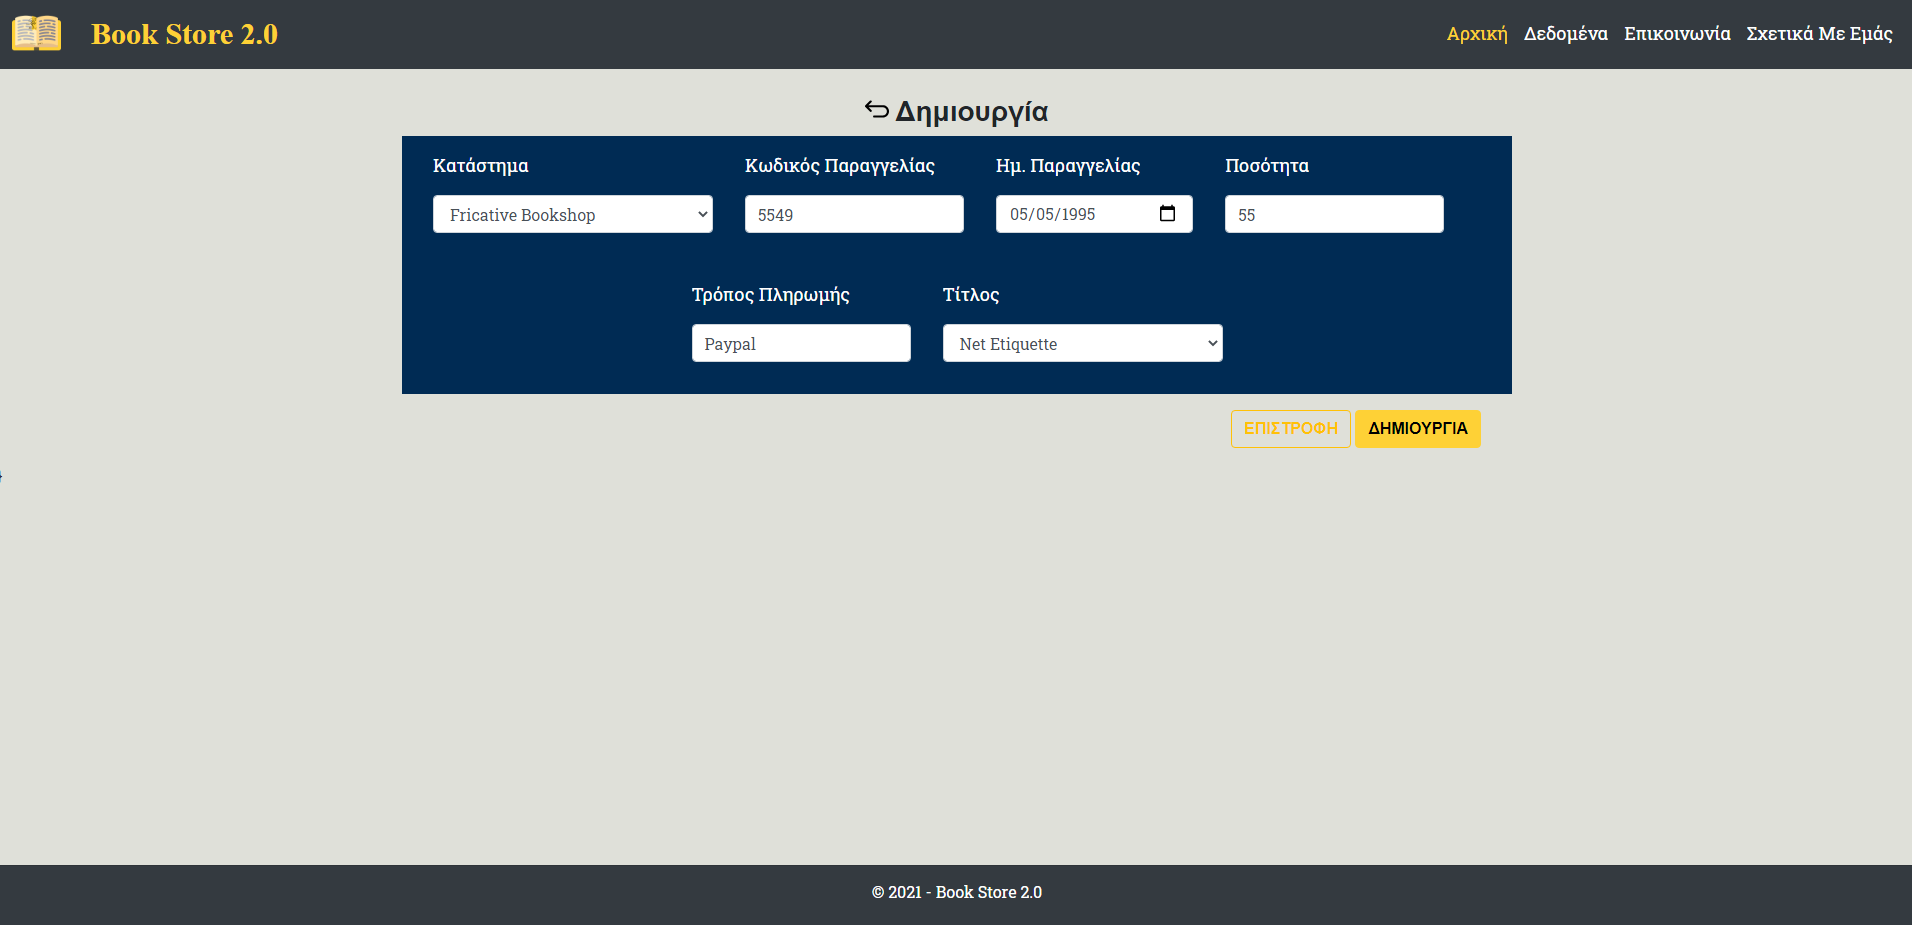 Book Store 2.0
Αρχική Δεδομένα Επικοινωνία Σχετικά Με Εμάς
Δημιουργία
Κατάστημα Κωδικός Παραγγελίας Ημ. Παραγγελίας Ποσότητα
Fricative Bookshop 5549 05/05/1995 55
Τρόπος Πληρωμής Τίτλος
Paypal Net Etiquette
ΕΠΙΣΤΡΟΦΗ ΔΗΜΙΟΥΡΓΙΑ
© 2021 - Book Store 2.0